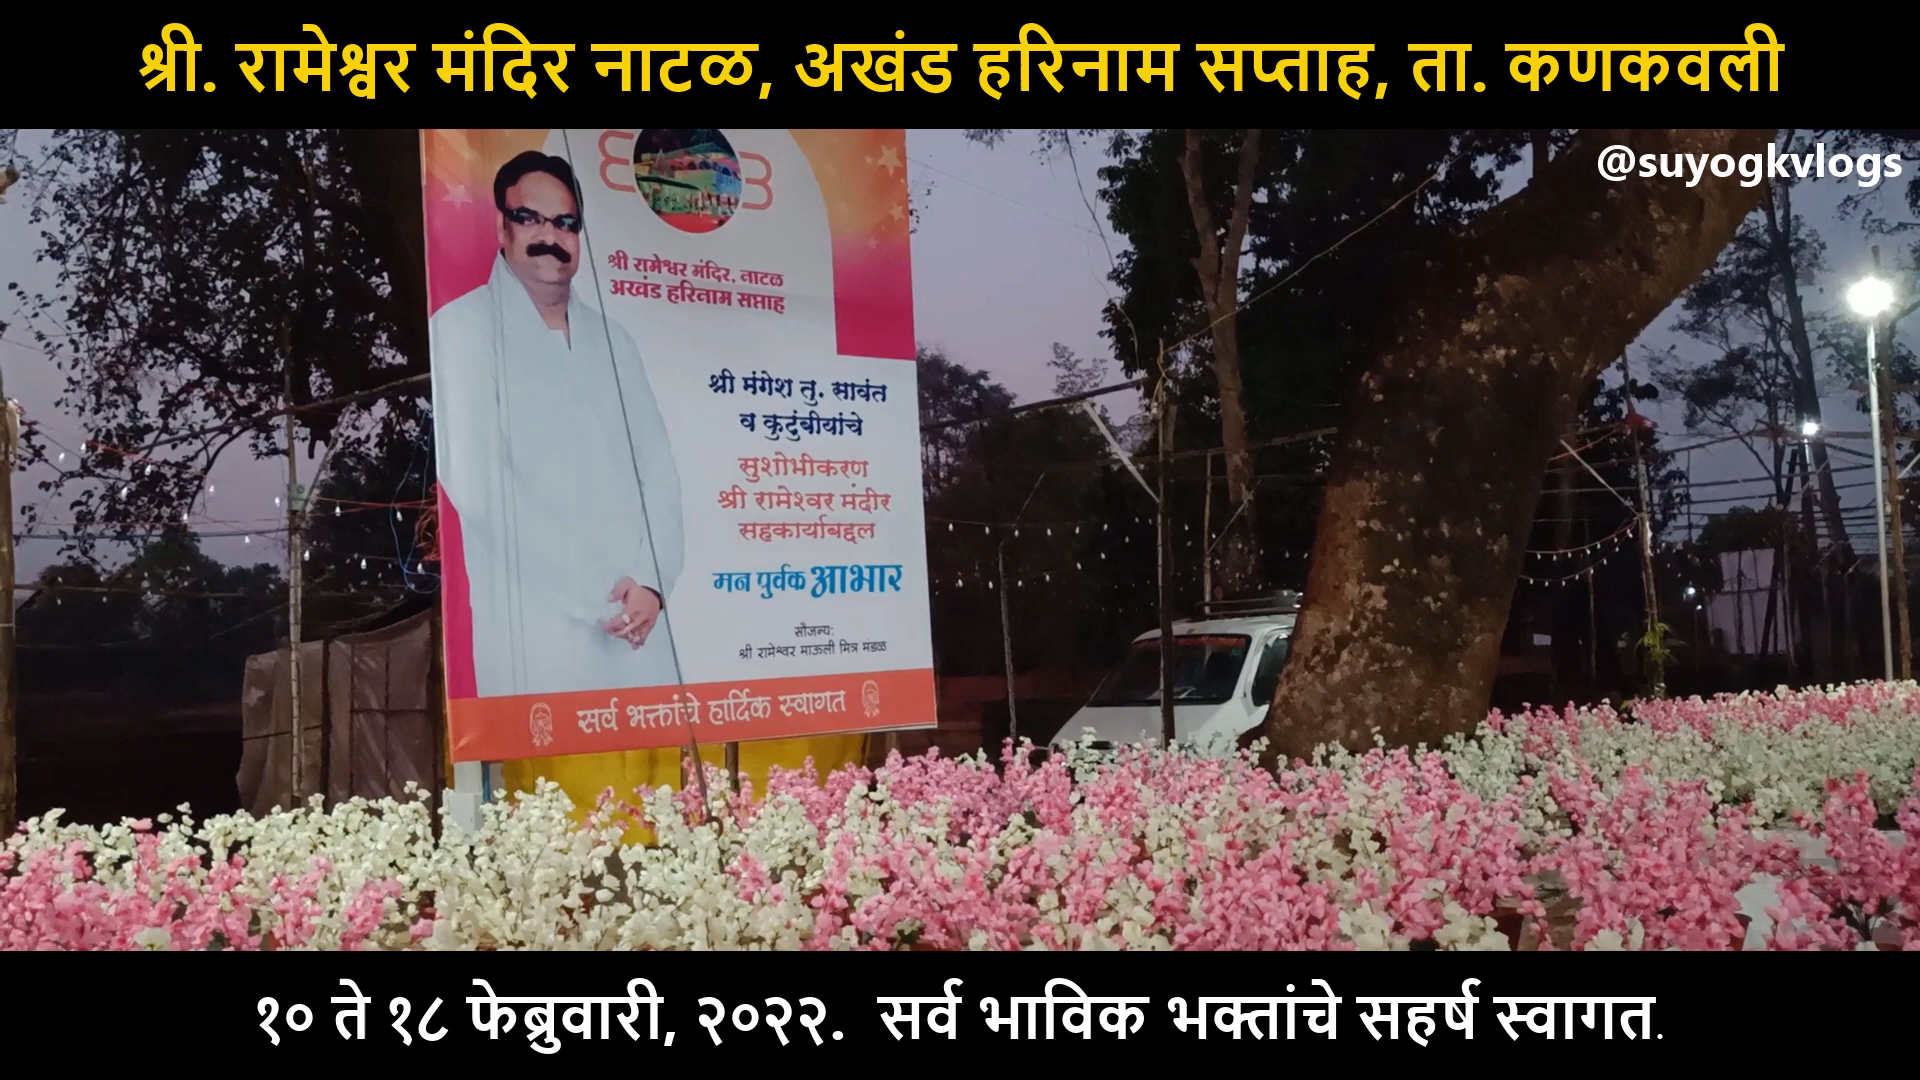 श्री. रामेश्वर मंदिर नाटळ, अखंड हरिनाम सप्ताह, ता. कणकवली
@suyogkvlogs
श्री रामेश्वर मंदिर, नाटळ
अखंड हरिनाम सप्ताह
श्री मंगेश तु. सावंत
व कुटुंबीयांचे
सुशोभीकरण
श्री रामेश्वर मंदीर
सहकार्याबद्दल
मन पुर्वक आभार
सौजन्य:
श्री रामेश्वर माऊली मित्र मंडळ
सर्व भक्तांचे हार्दिक स्वागत
१० ते १८ फेब्रुवारी, २०२२. सर्व भाविक भक्तांचे सहर्ष स्वागत.